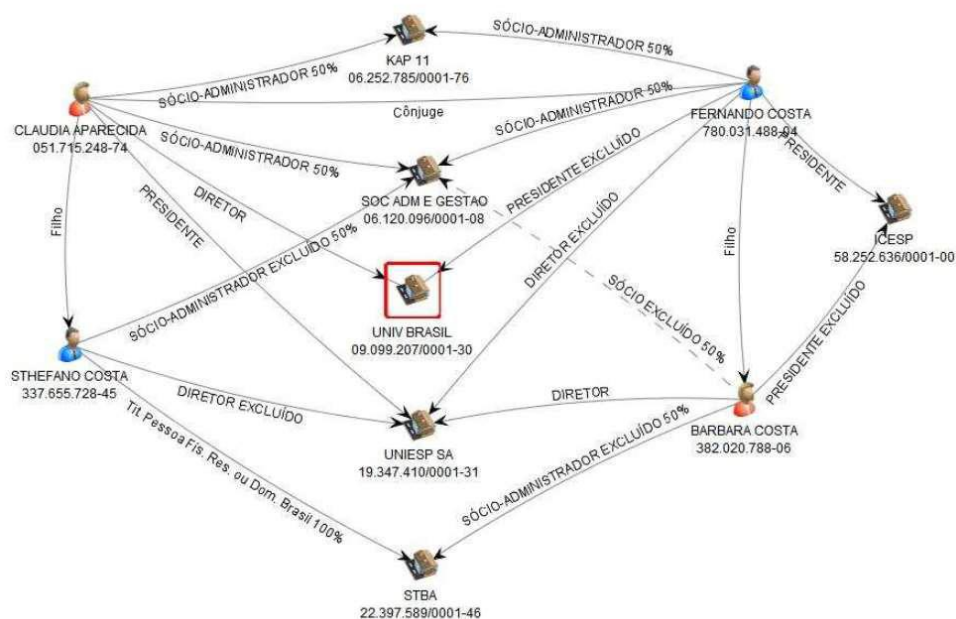 SÓCIO-ADMINISTRADOR 50%
SÓCIO-ADMINISTRADOR 50%
KAP 11
06.252.785/0001-76
CLAUDIA APARECIDA
051.715.248-74
Cônjuge
FERNANDO COSTA
780.031.488-04
SÓCIO-ADMINISTRADOR 50%
SÓCIO-ADMINISTRADOR 50%
PRESIDENTE
SOC ADM E GESTAO
06.120.096/0001-08
DIRETOR
PRESIDENTE EXCLUÍDO
PRESIDENTE
DIRETOR EXCLUÍDO
ICESP
58.252.636/0001-00
Filho
Filho
SÓCIO-ADMINISTRADOR EXCLUÍDO 50%
SÓCIO EXCLUÍDO 50%
UNIV BRASIL
09.099.207/0001-30
PRESIDENTE EXCLUÍDO
STHEFANO COSTA
337.655.728-45
DIRETOR EXCLUÍDO
DIRETOR
BARBARA COSTA
382.020.788-06
UNIESP SA
19.347.410/0001-31
Tit. Pessoa Fís. Res. ou Dom. Brasil 100%
SÓCIO-ADMINISTRADOR EXCLUÍDO 50%
STBA
22.397.589/0001-46